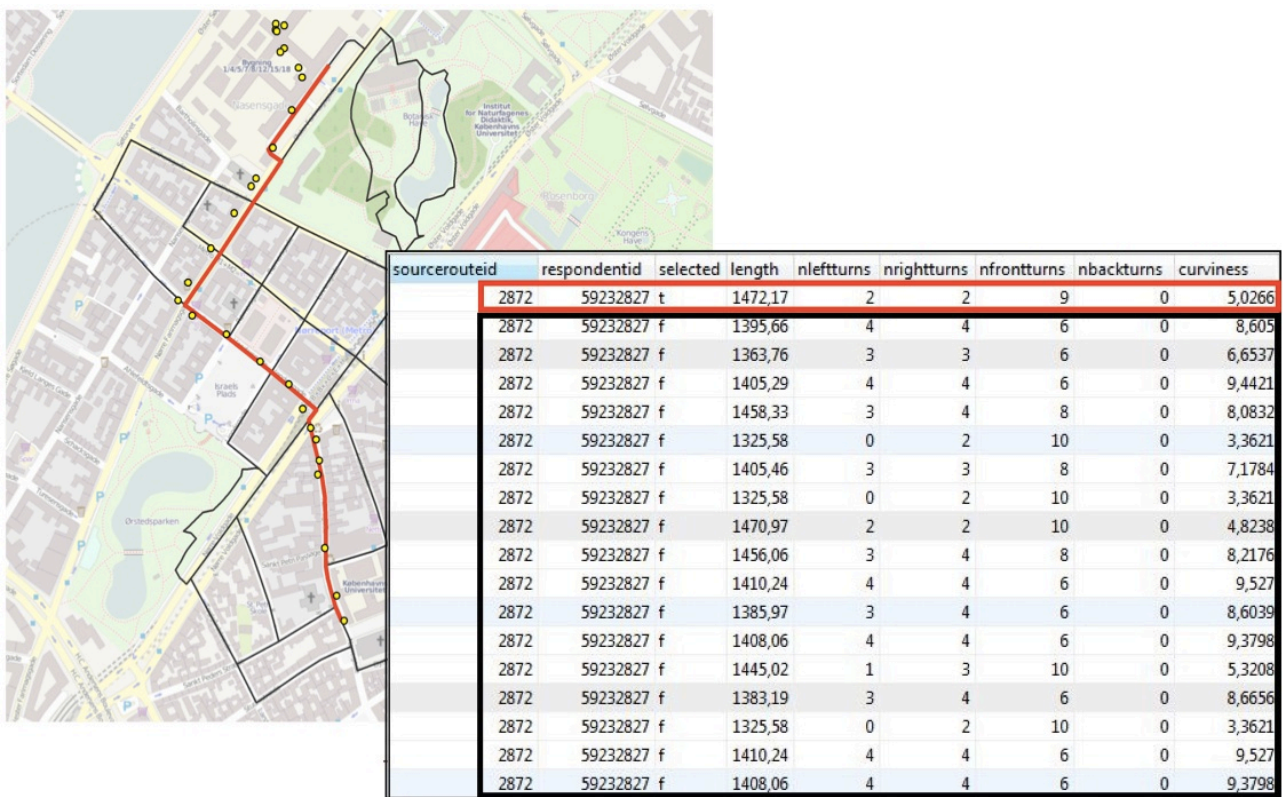 Bygning
1/4/5/7/8/12/15/18
Nasensgade
Botanisk
Have
Institut
for Naturfagenes
Didaktik,
Københavns
Universitet
Rosenborg
Kongens
Have
Israels
Plads
Ørstedsparken
Københavns
Universitet
sourcerouteid respondentid selected length nleftturns nrightturns nfrontturns nbackturns curviness
2872 59232827 t 1472,17 2 2 9 0 5,0266
2872 59232827 f 1395,66 4 4 6 0 8,605
2872 59232827 f 1363,76 3 3 6 0 6,6537
2872 59232827 f 1405,29 4 4 6 0 9,4421
2872 59232827 f 1458,33 3 4 8 0 8,0832
2872 59232827 f 1325,58 0 2 10 0 3,3621
2872 59232827 f 1405,46 3 3 8 0 7,1784
2872 59232827 f 1325,58 0 2 10 0 3,3621
2872 59232827 f 1470,97 2 2 10 0 4,8238
2872 59232827 f 1456,06 3 4 8 0 8,2176
2872 59232827 f 1410,24 4 4 6 0 9,527
2872 59232827 f 1385,97 3 4 6 0 8,6039
2872 59232827 f 1408,06 4 4 6 0 9,3798
2872 59232827 f 1445,02 1 3 10 0 5,3208
2872 59232827 f 1383,19 3 4 6 0 8,6656
2872 59232827 f 1325,58 0 2 10 0 3,3621
2872 59232827 f 1410,24 4 4 6 0 9,527
2872 59232827 f 1408,06 4 4 6 0 9,3798